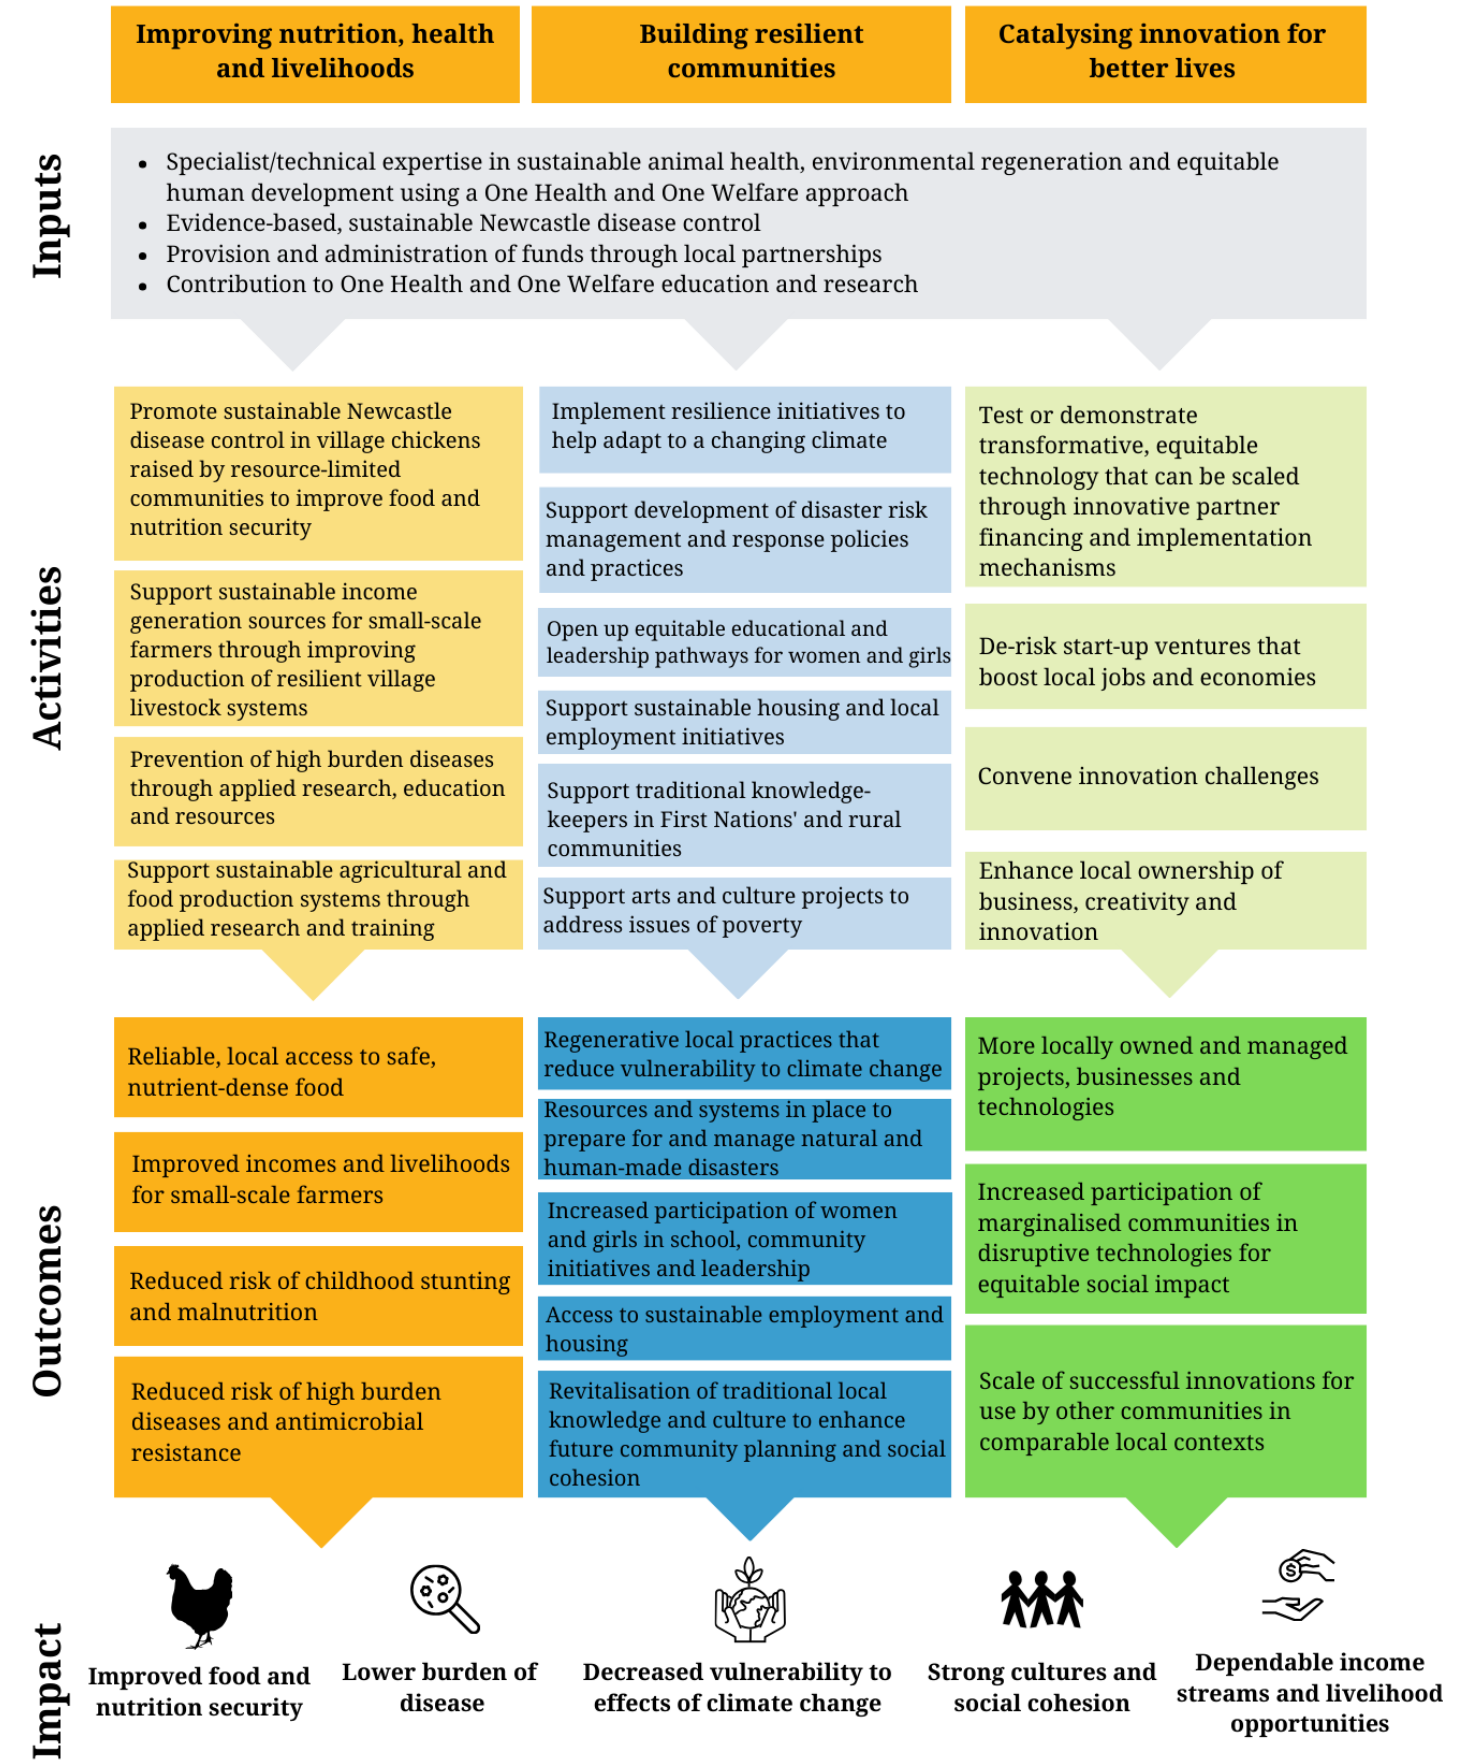 Improving nutrition, health
and livelihoods
Building resilient
communities
Catalysing innovation for
better lives
Inputs
• Specialist/technical expertise in sustainable animal health, environmental regeneration and equitable
human development using a One Health and One Welfare approach
• Evidence-based, sustainable Newcastle disease control
• Provision and administration of funds through local partnerships
• Contribution to One Health and One Welfare education and research
Activities
Promote sustainable Newcastle
disease control in village chickens
raised by resource-limited
communities to improve food and
nutrition security
Support sustainable income
generation sources for small-scale
farmers through improving
production of resilient village
livestock systems
Prevention of high burden diseases
through applied research, education
and resources
Support sustainable agricultural and
food production systems through
applied research and training
Implement resilience initiatives to
help adapt to a changing climate
Support development of disaster risk
management and response policies
and practices
Open up equitable educational and
leadership pathways for women and girls
Support sustainable housing and local
employment initiatives
Support traditional knowledge-
keepers in First Nations' and rural
communities
Support arts and culture projects to
address issues of poverty
Test or demonstrate
transformative, equitable
technology that can be scaled
through innovative partner
financing and implementation
mechanisms
De-risk start-up ventures that
boost local jobs and economies
Convene innovation challenges
Enhance local ownership of
business, creativity and
innovation
Outcomes
Reliable, local access to safe,
nutrient-dense food
Improved incomes and livelihoods
for small-scale farmers
Reduced risk of childhood stunting
and malnutrition
Reduced risk of high burden
diseases and antimicrobial
resistance
Regenerative local practices that
reduce vulnerability to climate change
Resources and systems in place to
prepare for and manage natural and
human-made disasters
Increased participation of women
and girls in school, community
initiatives and leadership
Access to sustainable employment and
housing
Revitalisation of traditional local
knowledge and culture to enhance
future community planning and social
cohesion
More locally owned and managed
projects, businesses and
technologies
Increased participation of
marginalised communities in
disruptive technologies for
equitable social impact
Scale of successful innovations for
use by other communities in
comparable local contexts
Impact
Improved food and
nutrition security
Lower burden of
disease
Decreased vulnerability to
effects of climate change
Strong cultures and
social cohesion
$
Dependable income
streams and livelihood
opportunities